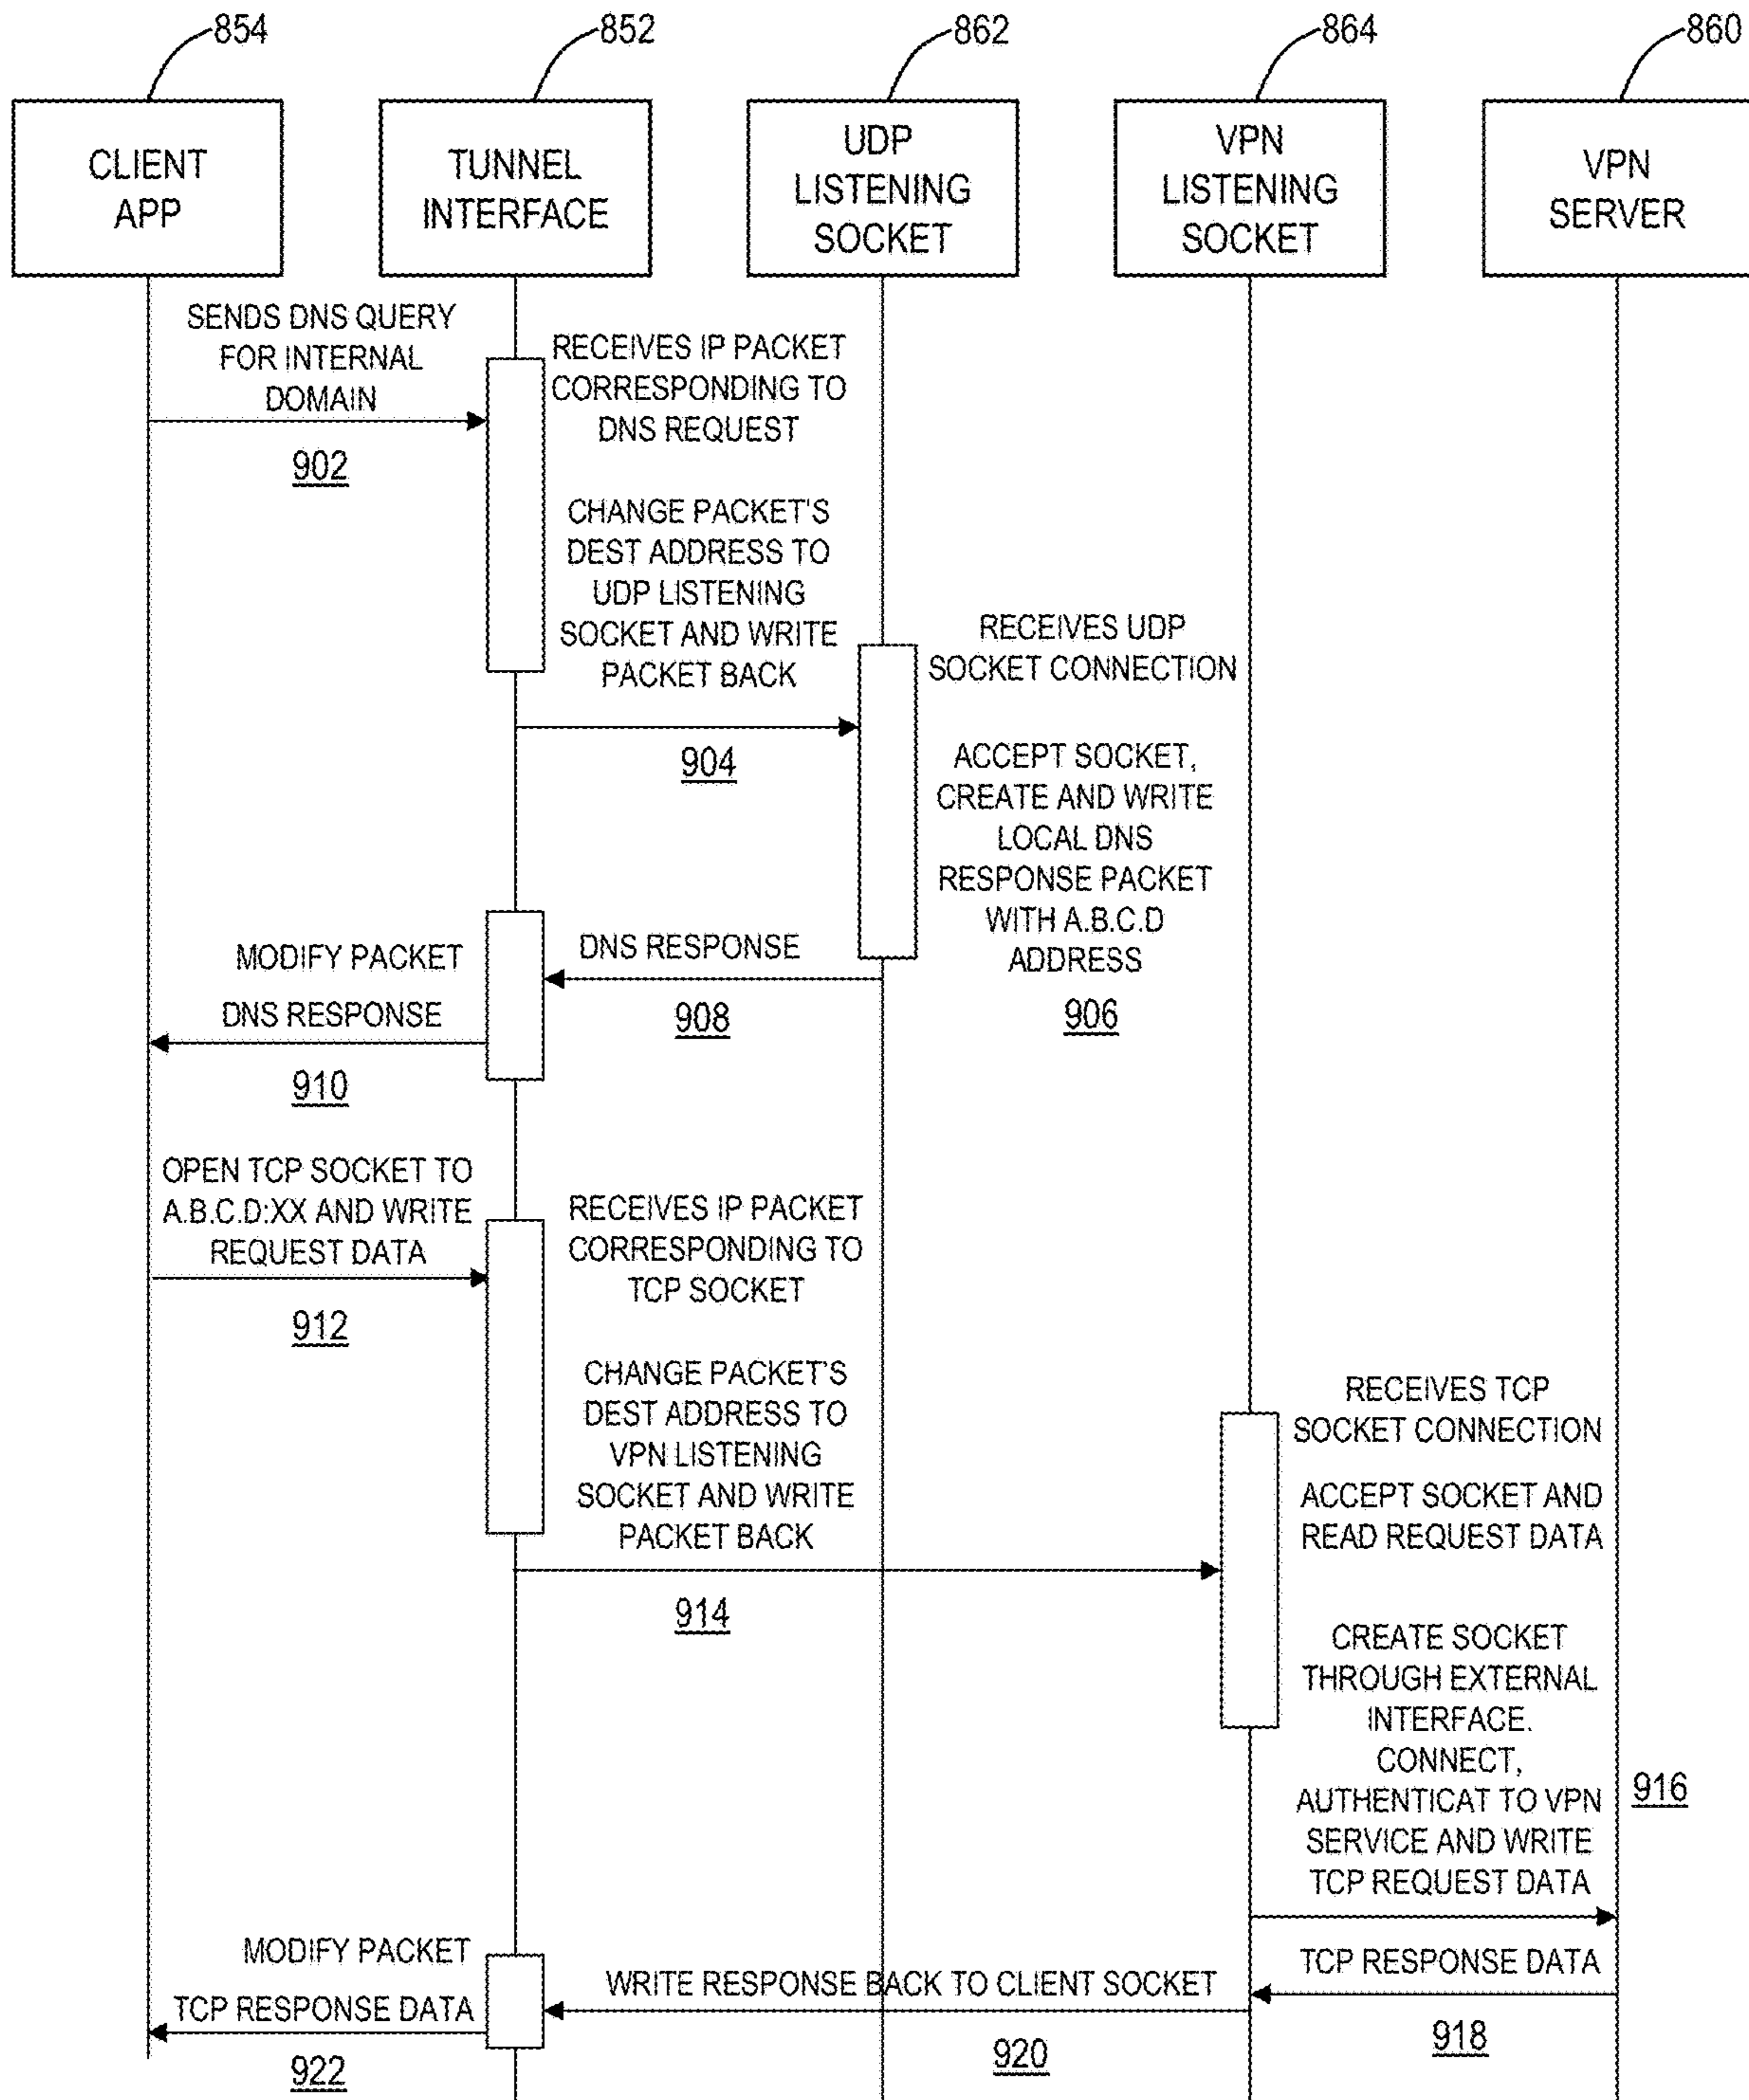 854
852
862
864
860
CLIENT
APP
TUNNEL
INTERFACE
UDP
LISTENING
SOCKET
VPN
LISTENING
SOCKET
VPN
SERVER
SENDS DNS QUERY
FOR INTERNAL
DOMAIN
902
RECEIVES IP PACKET
CORRESPONDING TO
DNS REQUEST
CHANGE PACKET'S
DEST ADDRESS TO
UDP LISTENING
SOCKET AND WRITE
PACKET BACK
904
RECEIVES UDP
SOCKET CONNECTION
ACCEPT SOCKET,
CREATE AND WRITE
LOCAL DNS
RESPONSE PACKET
WITH A.B.C.D
ADDRESS
906
DNS RESPONSE
908
MODIFY PACKET
DNS RESPONSE
910
OPEN TCP SOCKET TO
A.B.C.D:XX AND WRITE
REQUEST DATA
912
RECEIVES IP PACKET
CORRESPONDING TO
TCP SOCKET
CHANGE PACKET'S
DEST ADDRESS TO
VPN LISTENING
SOCKET AND WRITE
PACKET BACK
914
RECEIVES TCP
SOCKET CONNECTION
ACCEPT SOCKET AND
READ REQUEST DATA
CREATE SOCKET
THROUGH EXTERNAL
INTERFACE.
CONNECT,
AUTHENTICAT TO VPN
SERVICE AND WRITE
TCP REQUEST DATA
916
TCP RESPONSE DATA
918
WRITE RESPONSE BACK TO CLIENT SOCKET
920
MODIFY PACKET
TCP RESPONSE DATA
922